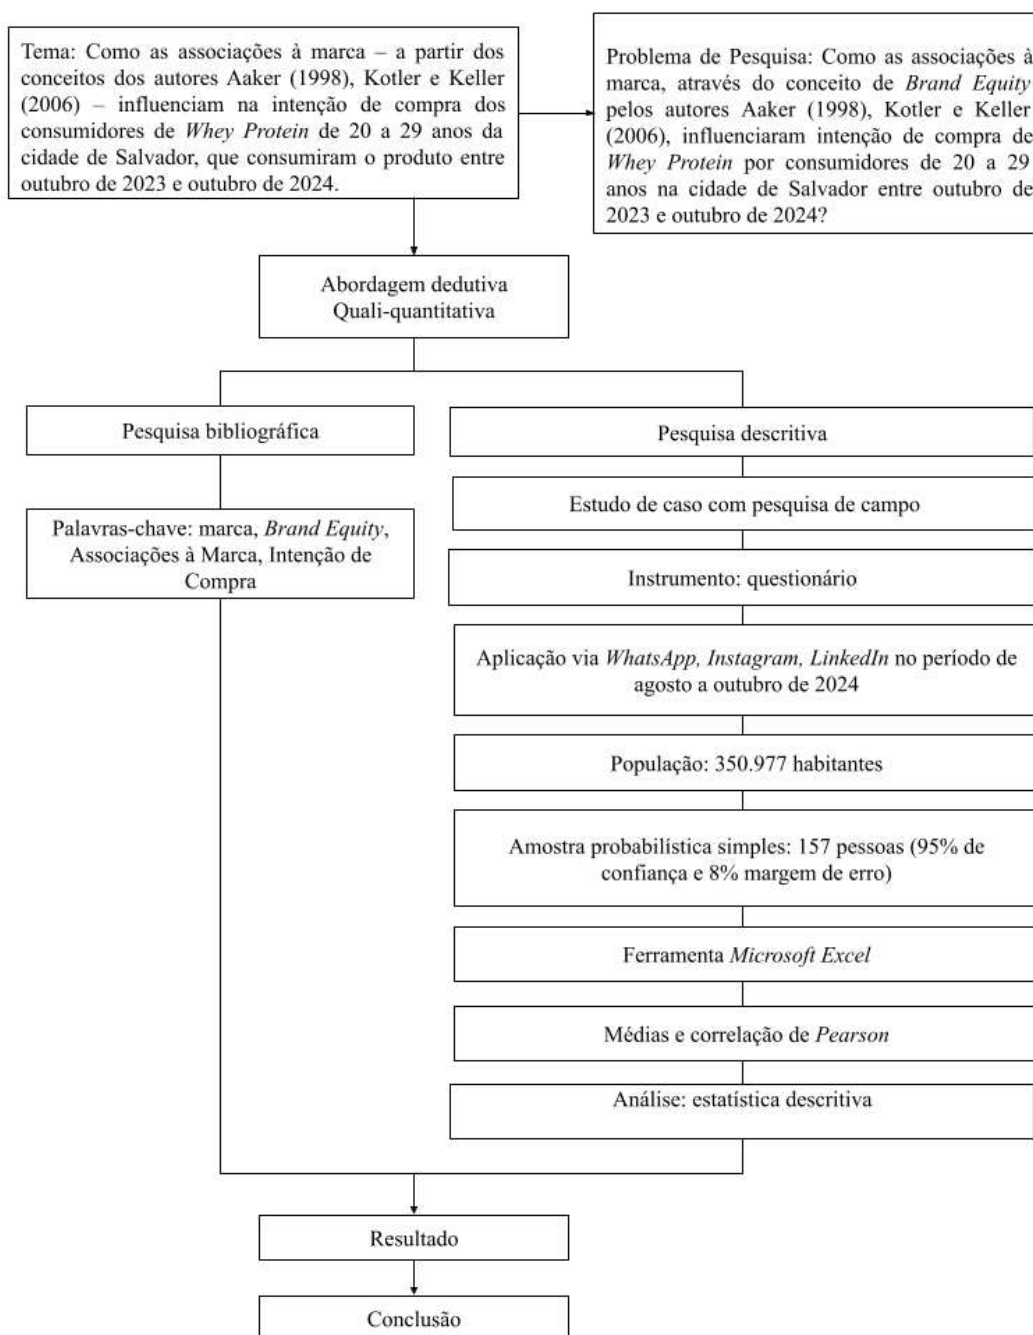 Tema: Como as associações à marca – a partir dos
conceitos dos autores Aaker (1998), Kotler e Keller
(2006) – influenciam na intenção de compra dos
consumidores de Whey Protein de 20 a 29 anos da
cidade de Salvador, que consumiram o produto entre
outubro de 2023 e outubro de 2024.
Problema de Pesquisa: Como as associações à
marca, através do conceito de Brand Equity
pelos autores Aaker (1998), Kotler e Keller
(2006), influenciaram intenção de compra de
Whey Protein por consumidores de 20 a 29
anos na cidade de Salvador entre outubro de
2023 e outubro de 2024?
Abordagem dedutiva
Quali-quantitativa
Pesquisa bibliográfica
Palavras-chave: marca, Brand Equity,
Associações à Marca, Intenção de
Compra
Pesquisa descritiva
Estudo de caso com pesquisa de campo
Instrumento: questionário
Aplicação via WhatsApp, Instagram, LinkedIn no período de
agosto a outubro de 2024
População: 350.977 habitantes
Amostra probabilística simples: 157 pessoas (95% de
confiança e 8% margem de erro)
Ferramenta Microsoft Excel
Médias e correlação de Pearson
Análise: estatística descritiva
Resultado
Conclusão